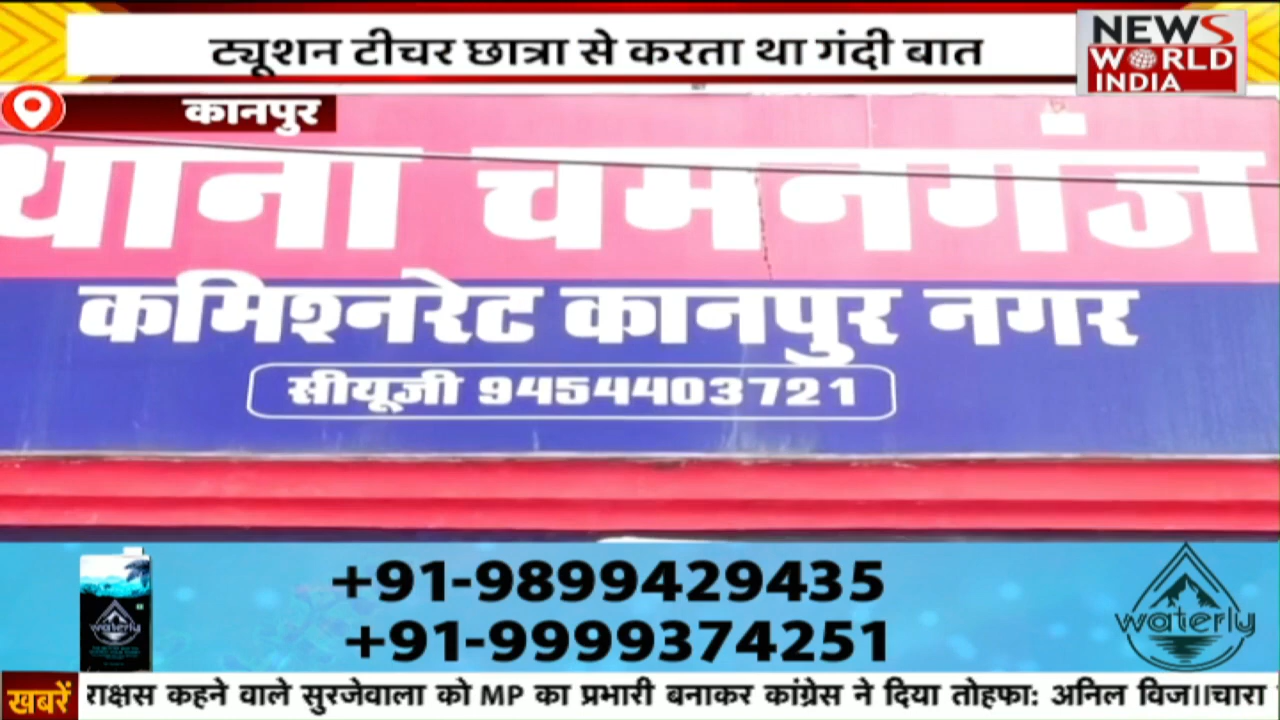 ट्यूशन टीचर छात्रा से करता था गंदी बात
NEWS
WORLD
INDIA
कानपुर
थाना चमनगंज
कमिश्नरेट कानपुर नगर
सीयूजी 9454403721
+91-9899429435
+91-9999374251
waterly
waterly
खबरें
राक्षस कहने वाले सुरजेवाला को MP का प्रभारी बनाकर कांग्रेस ने दिया तोहफा: अनिल विज॥चारा